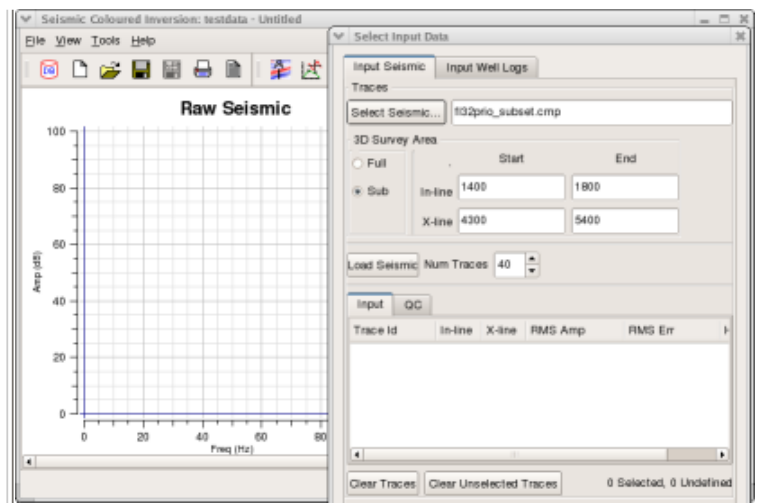 Seismic Coloured Inversion: testdata - Untitled
File View Tools Help
Raw Seismic
100
80
60
40
20
0
Amp (dB)
0 20 40 60 80
Freq (Hz)
Select Input Data
Input Seismic Input Well Logs
Traces
Select Seismic... fl32prio_subset.cmp
3D Survey Area
Full
Sub
Start End
In-line 1400 1800
X-line 4300 5400
Load Seismic Num Traces 40
Input QC
Trace Id In-line X-line RMS Amp RMS Err
Clear Traces Clear Unselected Traces 0 Selected, 0 Undefined